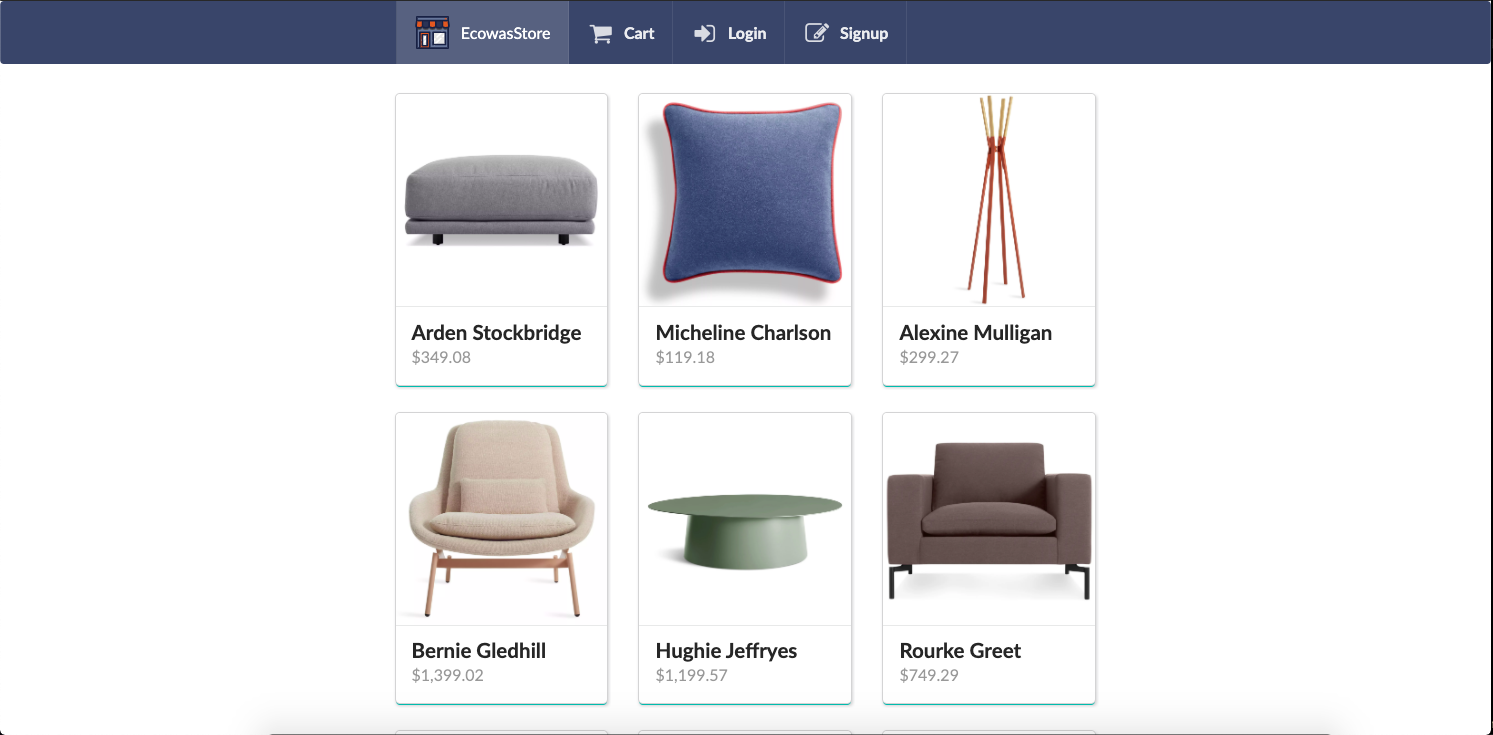 EcowasStore Cart Login Signup
Arden Stockbridge
$349.08
Micheline Charlson
$119.18
Alexine Mulligan
$299.27
Bernie Gledhill
$1,399.02
Hughie Jeffryes
$1,199.57
Rourke Greet
$749.29